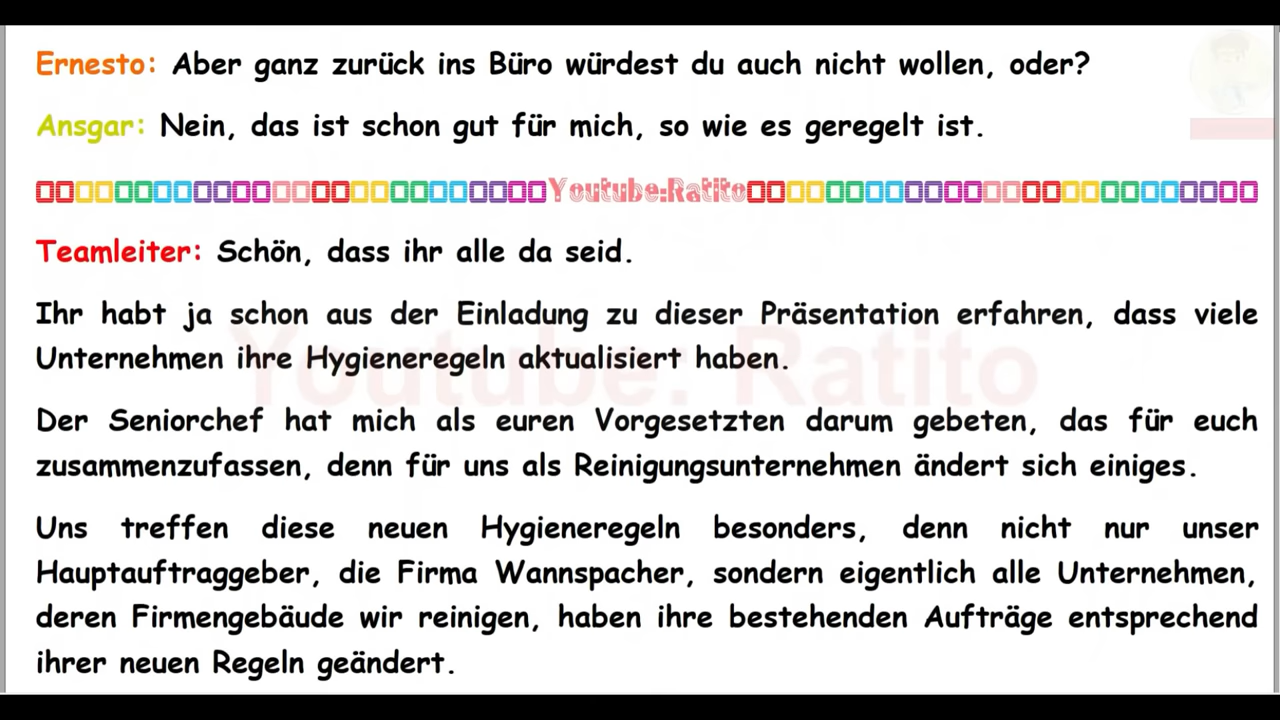 Ernesto: Aber ganz zurück ins Büro würdest du auch nicht wollen, oder?
Ansgar: Nein, das ist schon gut für mich, so wie es geregelt ist.
Youtube:Ratito
Teamleiter: Schön, dass ihr alle da seid.
Ihr habt ja schon aus der Einladung zu dieser Präsentation erfahren, dass viele
Unternehmen ihre Hygieneregeln aktualisiert haben.
Youtube: Ratito
Der Seniorchef hat mich als euren Vorgesetzten darum gebeten, das für euch
zusammenzufassen, denn für uns als Reinigungsunternehmen ändert sich einiges.
Uns treffen diese neuen Hygieneregeln besonders, denn nicht nur unser
Hauptauftraggeber, die Firma Wannspacher, sondern eigentlich alle Unternehmen,
deren Firmengebäude wir reinigen, haben ihre bestehenden Aufträge entsprechend
ihrer neuen Regeln geändert.